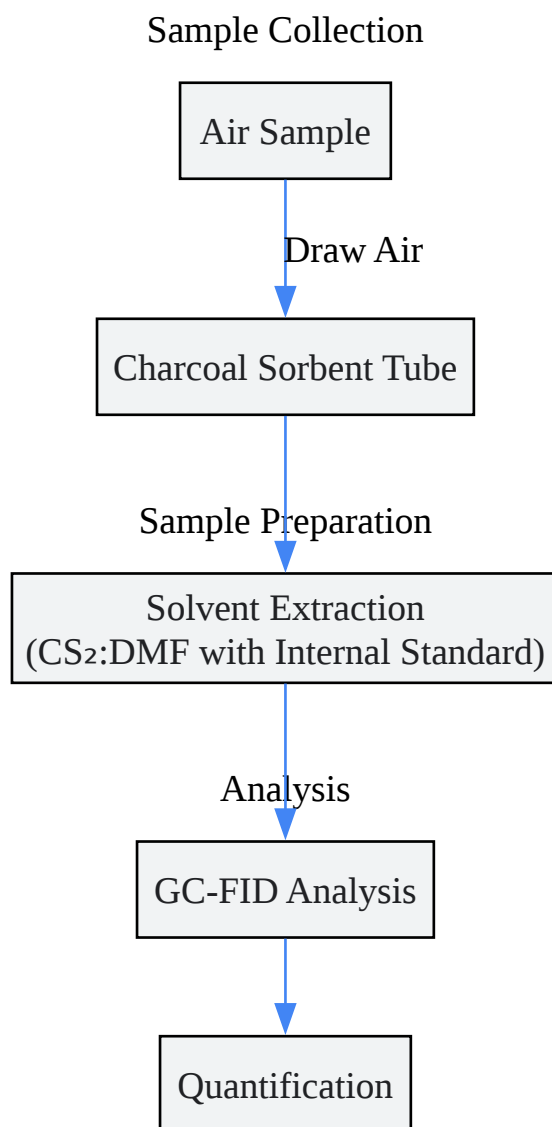 Sample Collection
Air Sample
Draw Air
Charcoal Sorbent Tube
Sample Preparation
Solvent Extraction
(CS₂:DMF with Internal Standard)
Analysis
GC-FID Analysis
Quantification